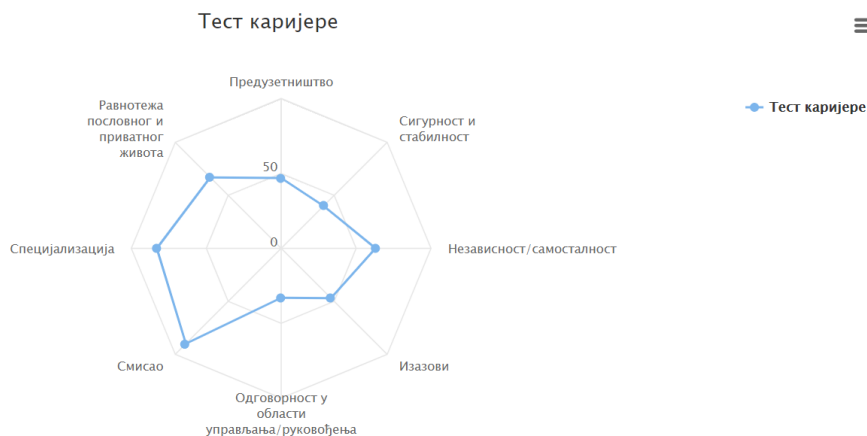 Тест каријере
Предузетништво
Равнотежа
пословног и
приватног
живота
Сигурност и
стабилност
Тест каријере
50
0
Специјализација
Независност/самосталност
Смисао
Изазови
Одговорност у
области
управљања/руковођења